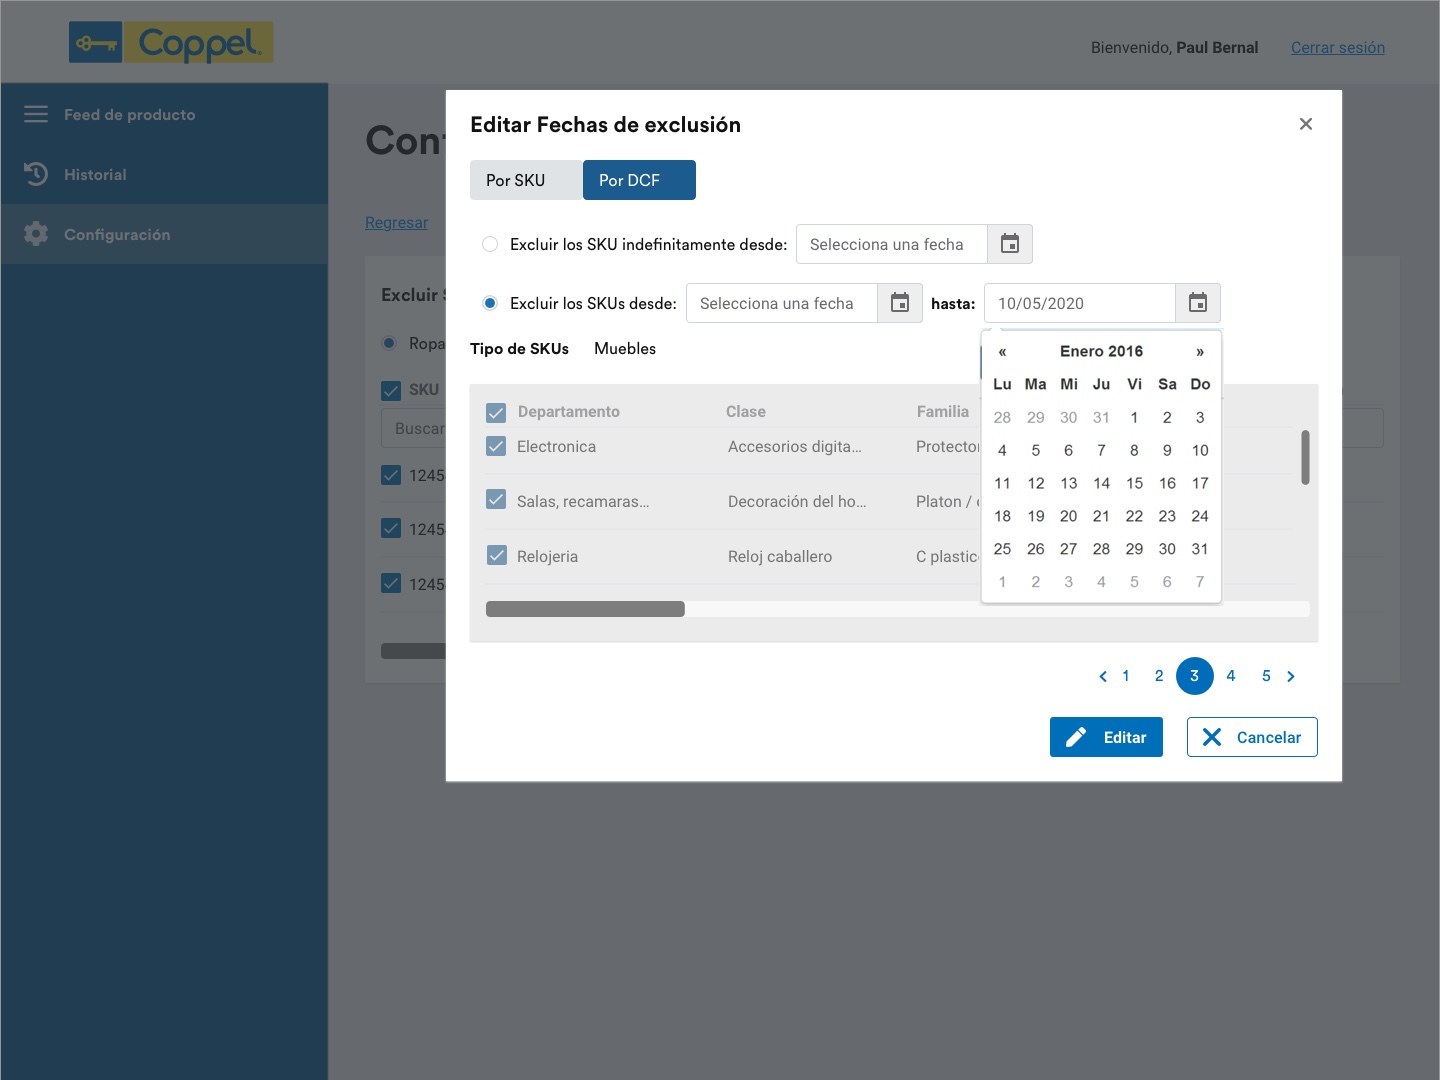 Coppel.
Bienvenido, Paul Bernal
Cerrar sesión
Feed de producto
Historial
Configuración
Regresar
Editar Fechas de exclusión
Por SKU
Por DCF
Excluir los SKU indefinitamente desde:
Selecciona una fecha
Excluir los SKUs desde:
Selecciona una fecha
hasta:
10/05/2020
Tipo de SKUs
Muebles
Excluir
Ropa
SKU
Buscar
Departamento
Clase
Familia
Electronica
Accesorios digita...
Salas, recamaras...
Decoración del ho...
Platon /
Relojeria
Reloj caballero
« Enero 2016 »
Lu Ma Mi Ju Vi Sa Do
28 29 30 31 1 2 3
4 5 6 7 8 9 10
11 12 13 14 15 16 17
18 19 20 21 22 23 24
25 26 27 28 29 30 31
1 2 3 4 5 6 7
1 2 3 4 5
Editar
Cancelar